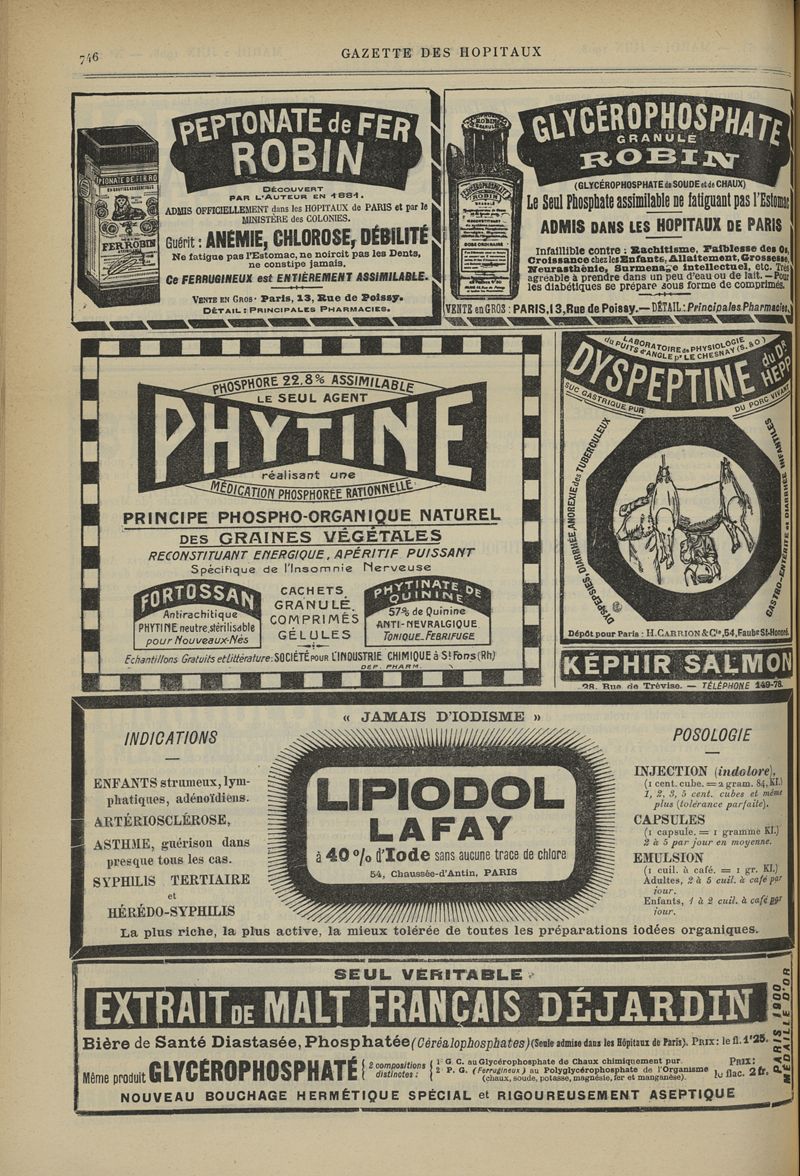 746
GAZETTE DES HOPITAUX
PEPTONATE de FER
ROBIN
DÉCOUVERT
PAR L'AUTEUR EN 1881.
ADMIS OFFICIELLEMENT dans les HOPITAUX de PARIS et par le
MINISTÈRE des COLONIES.
Guérit : ANÉMIE, CHLOROSE, DÉBILITÉ
Ne fatigue pas l'Estomac, ne noircit pas les Dents,
ne constipe jamais.
Ce FERRUGINEUX est ENTIÈREMENT ASSIMILABLE.
VENTE EN GROS · Paris, 13, Rue de Poissy.
DÉTAIL : PRINCIPALES PHARMACIES.
FER ROBIN
GLYCÉROPHOSPHATE
GRANULÉ
ROBIN
(GLYCÉROPHOSPHATE de SOUDE et de CHAUX)
Le Seul Phosphate assimilable ne fatiguant pas l'Estomac
ADMIS DANS LES HOPITAUX DE PARIS
Infaillible contre : Rachitisme, Faiblesse des Os,
Croissance chez les Enfants, Allaitement, Grossesse,
Neurasthénie, Surmenage intellectuel, etc. Très
agréable à prendre dans un peu d'eau ou de lait. — Pour
les diabétiques se prépare sous forme de comprimés.
VENTE en GROS : PARIS, 13, Rue de Poissy. — DÉTAIL : Principales Pharmacies.
PHOSPHORE 22,8% ASSIMILABLE
LE SEUL AGENT
PHYTINE
réalisant une
MÉDICATION PHOSPHORÉE RATIONNELLE
PRINCIPE PHOSPHO-ORGANIQUE NATUREL
DES GRAINES VÉGÉTALES
RECONSTITUANT ENERGIQUE, APÉRITIF PUISSANT
Spécifique de l'Insomnie Nerveuse
FORTOSSAN
Antirachitique
PHYTINE neutre, stérilisable
pour Nouveaux-Nés
CACHETS
GRANULÉ
COMPRIMÉS
GÉLULES
PHYTINATE DE
QUININE
57% de Quinine
ANTI-NEVRALGIQUE
TONIQUE. FEBRIFUGE
Echantillons Gratuits et Littérature : SOCIÉTÉ POUR L'INDUSTRIE CHIMIQUE à St Fons (Rh)
DEP. PHARM.
LABORATOIRE de PHYSIOLOGIE
du PUITS d'ANGLE pr LE CHESNAY (S. & O)
DYSPEPTINE du DR HEPP
SUC GASTRIQUE PUR
DU PORC VIVANT
DYSPEPSIES, DIARRHÉE, ANOREXIE des TUBERCULEUX
GASTRO-ENTÉRITE et DIARRHÉE INFANTILES
Dépôt pour Paris : H. CARRION & Cie, 54, Faubg St-Honoré.
KÉPHIR SALMON
28, Rue de Trévise. — TÉLÉPHONE 149-78.
« JAMAIS D'IODISME »
INDICATIONS
ENFANTS strumeux, lym-
phatiques, adénoïdiens.
ARTÉRIOSCLÉROSE,
ASTHME, guérison dans
presque tous les cas.
SYPHILIS TERTIAIRE
et
HÉRÉDO-SYPHILIS
LIPIODOL
LAFAY
à 40 % d'Iode sans aucune trace de chlore
54, Chaussée-d'Antin, PARIS
POSOLOGIE
INJECTION (indolore),
(1 cent. cube. = 2 gram. 84, KI.)
1, 2, 3, 5 cent. cubes et même
plus (tolérance parfaite).
CAPSULES
(1 capsule. = 1 gramme KI.)
2 à 5 par jour en moyenne.
EMULSION
(1 cuil. à café. = 1 gr. KI.)
Adultes, 2 à 5 cuil. à café par
jour.
Enfants, 1 à 2 cuil. à café par
jour.
La plus riche, la plus active, la mieux tolérée de toutes les préparations iodées organiques.
SEUL VÉRITABLE
EXTRAIT DE MALT FRANÇAIS DÉJARDIN
Bière de Santé Diastasée, Phosphatée (Céréalophosphates) (Seule admise dans les Hôpitaux de Paris). PRIX : le fl. 1f25.
Même produit GLYCÉROPHOSPHATÉ
2 compositions
distinctes :
1º G. C. au Glycérophosphate de Chaux chimiquement pur.
2º P. G. (Ferrugineux) au Polyglycérophosphate de l'Organisme
(chaux, soude, potasse, magnésie, fer et manganèse).
PRIX :
le flac. 2 fr.
NOUVEAU BOUCHAGE HERMÉTIQUE SPÉCIAL et RIGOUREUSEMENT ASEPTIQUE
PARIS 1900
MÉDAILLE D'OR